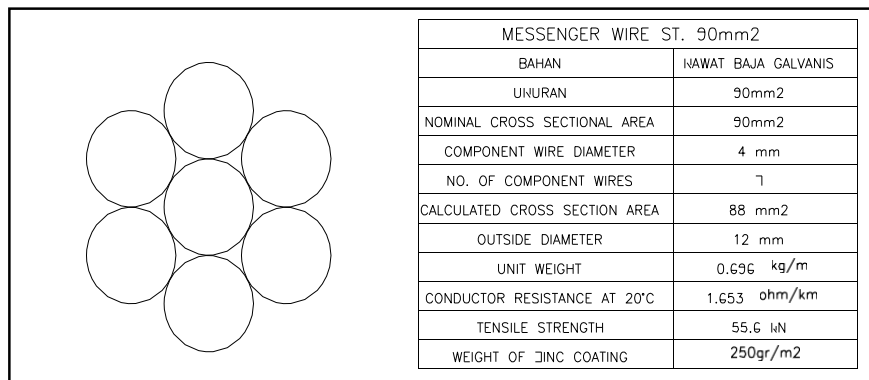 MESSENGER WIRE ST. 90mm2
BAHAN KAWAT BAJA GALVANIS
UKURAN 90mm2
NOMINAL CROSS SECTIONAL AREA 90mm2
COMPONENT WIRE DIAMETER 4 mm
NO. OF COMPONENT WIRES 7
CALCULATED CROSS SECTION AREA 88 mm2
OUTSIDE DIAMETER 12 mm
UNIT WEIGHT 0.696 kg/m
CONDUCTOR RESISTANCE AT 20°C 1.653 ohm/km
TENSILE STRENGTH 55.6 kN
WEIGHT OF ZINC COATING 250gr/m2